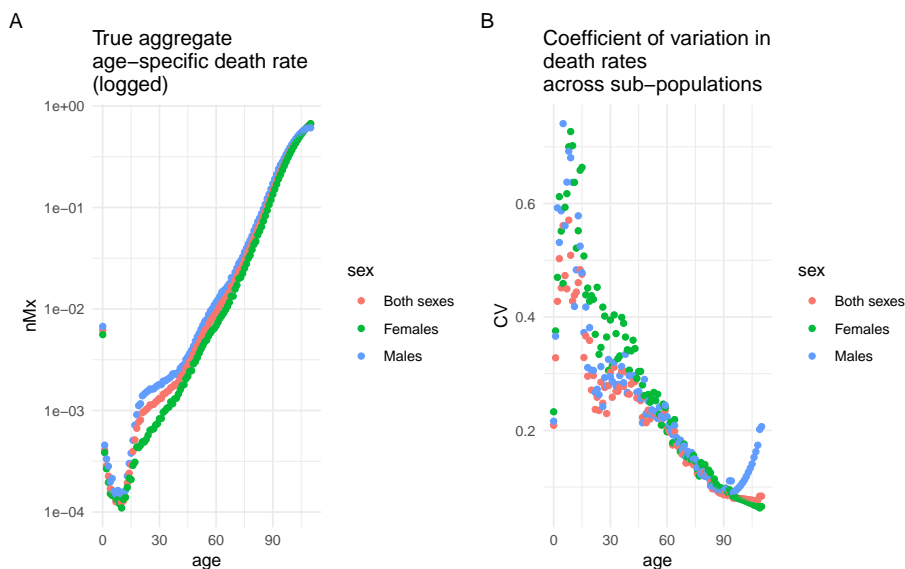 A
True aggregate
age−specific death rate
(logged)
1e+00
1e−01
1e−02
1e−03
1e−04
nMx
0 30 60 90
age
sex
Both sexes
Females
Males
B
Coefficient of variation in
death rates
across sub−populations
0.6
0.4
0.2
CV
0 30 60 90
age
sex
Both sexes
Females
Males